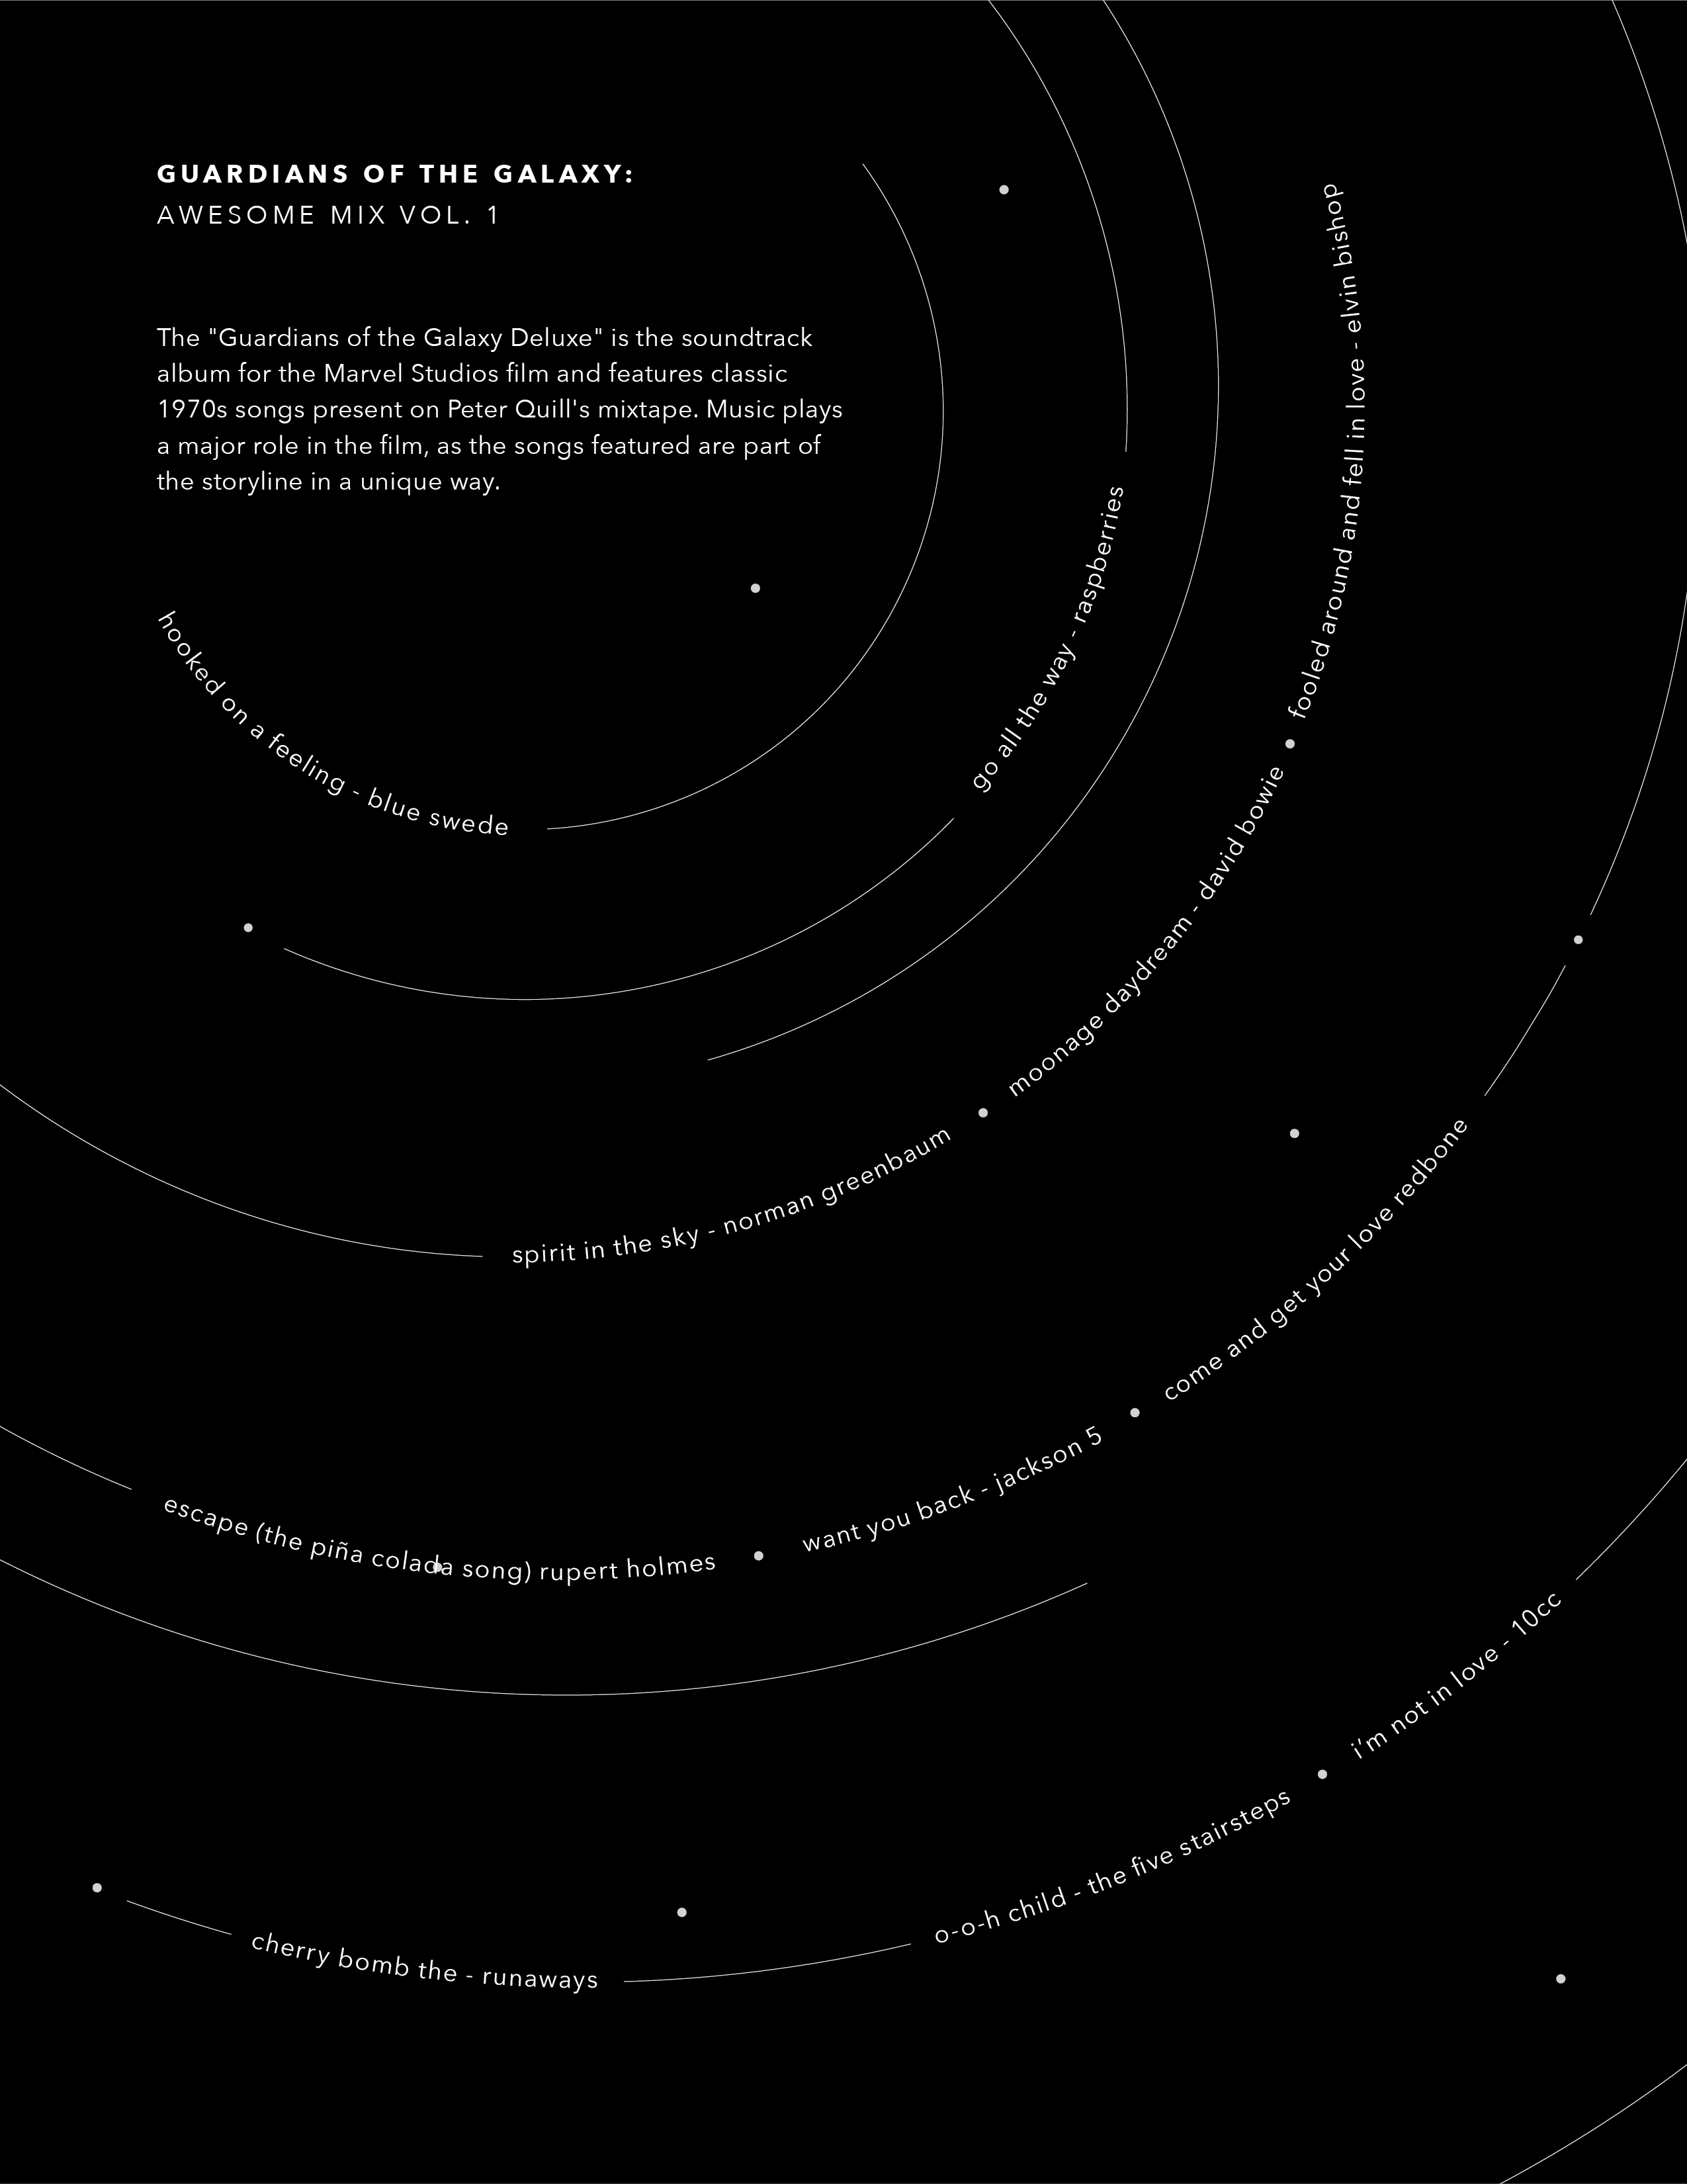 GUARDIANS OF THE GALAXY:
AWESOME MIX VOL. 1
The "Guardians of the Galaxy Deluxe" is the soundtrack
album for the Marvel Studios film and features classic
1970s songs present on Peter Quill's mixtape. Music plays
a major role in the film, as the songs featured are part of
the storyline in a unique way.
hooked on a feeling - blue swede
go all the way - raspberries
spirit in the sky - norman greenbaum
moonage daydream - david bowie
fooled around and fell in love - elvin bishop
escape (the piña colada song) rupert holmes
want you back - jackson 5
come and get your love redbone
cherry bomb the - runaways
o-o-h child - the five stairsteps
i'm not in love - 10cc